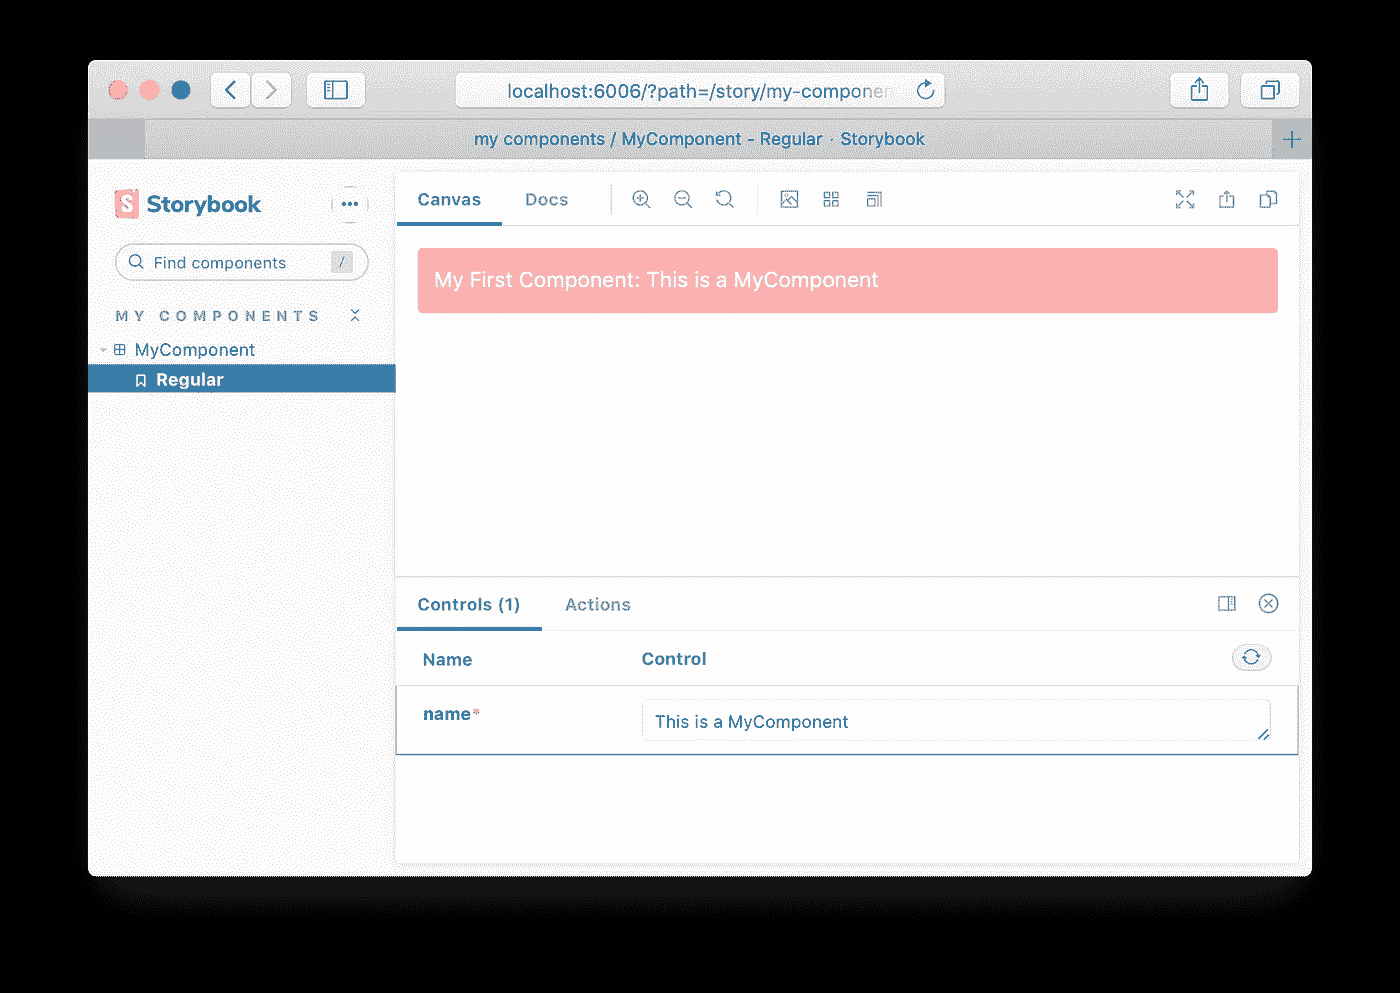 localhost:6006/?path=/story/my-componen
my components / MyComponent - Regular · Storybook
S Storybook
Canvas Docs
Find components /
My First Component: This is a MyComponent
MY COMPONENTS
MyComponent
Regular
Controls (1) Actions
Name Control
name* This is a MyComponent